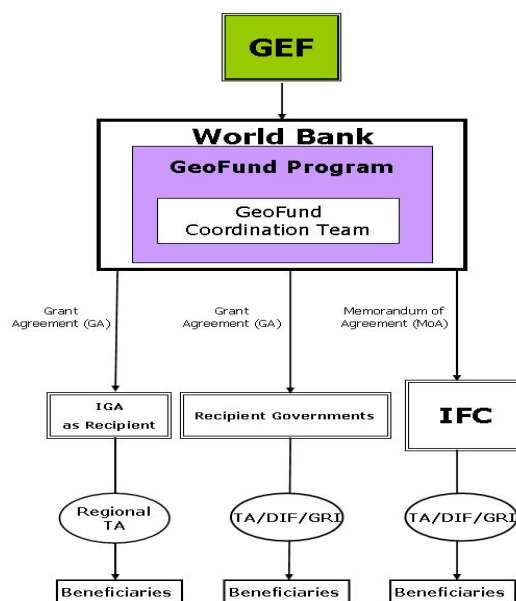 GEF
World Bank
GeoFund Program
GeoFund
Coordination Team
Grant
Agreement (GA)
Grant
Agreement (GA)
Memorandum of
Agreement (MoA)
IGA
as Recipient
Recipient Governments
IFC
Regional
TA
TA/DIF/GRI
TA/DIF/GRI
Beneficiaries
Beneficiaries
Beneficiaries